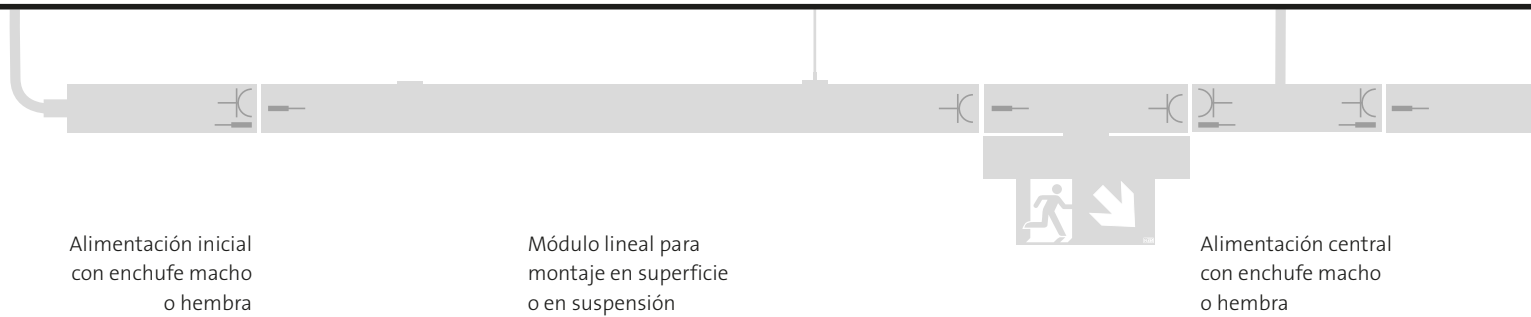 Alimentación inicial
con enchufe macho
o hembra
Módulo lineal para
montaje en superficie
o en suspensión
Alimentación central
con enchufe macho
o hembra